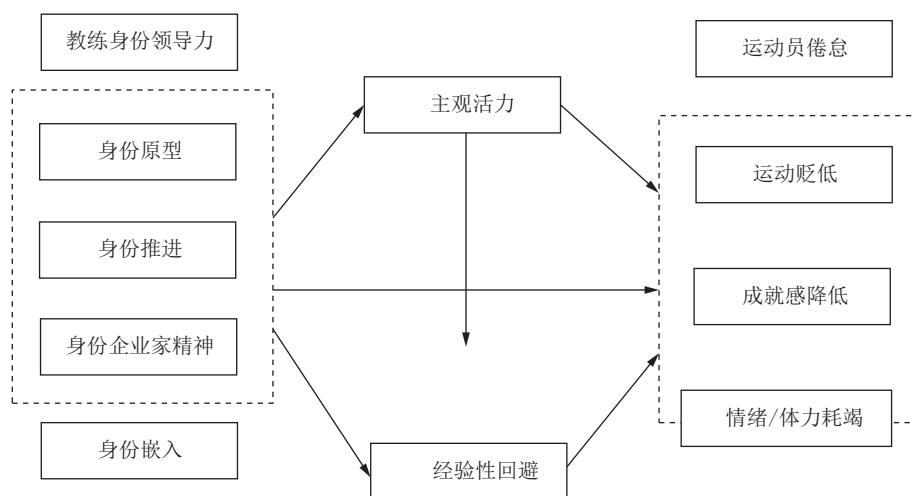 教练身份领导力
身份原型
身份推进
身份企业家精神
身份嵌入
主观活力
经验性回避
运动员倦怠
运动贬低
成就感降低
情绪/体力耗竭